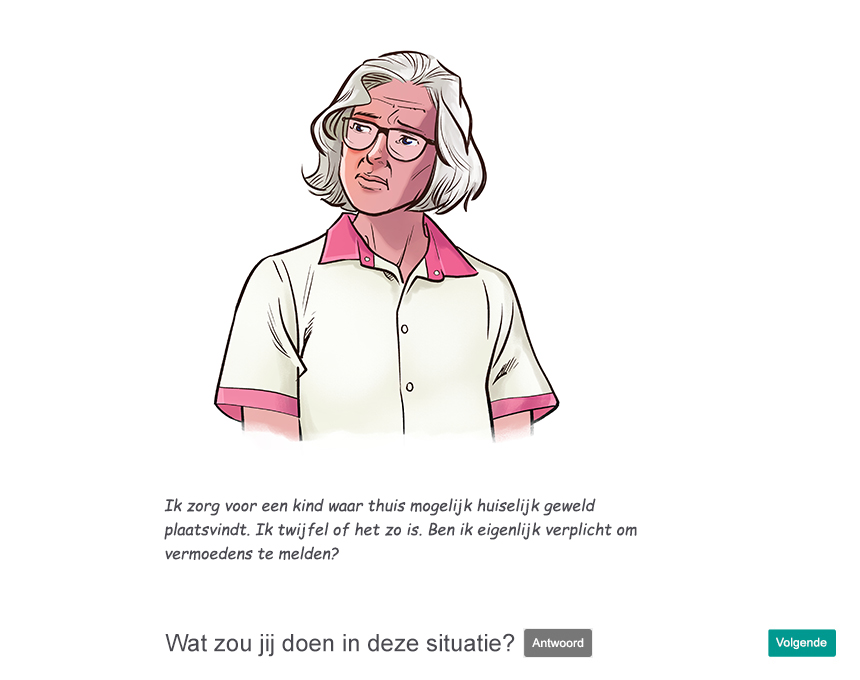 Ik zorg voor een kind waar thuis mogelijk huiselijk geweld
plaatsvindt. Ik twijfel of het zo is. Ben ik eigenlijk verplicht om
vermoedens te melden?
Wat zou jij doen in deze situatie? Antwoord Volgende